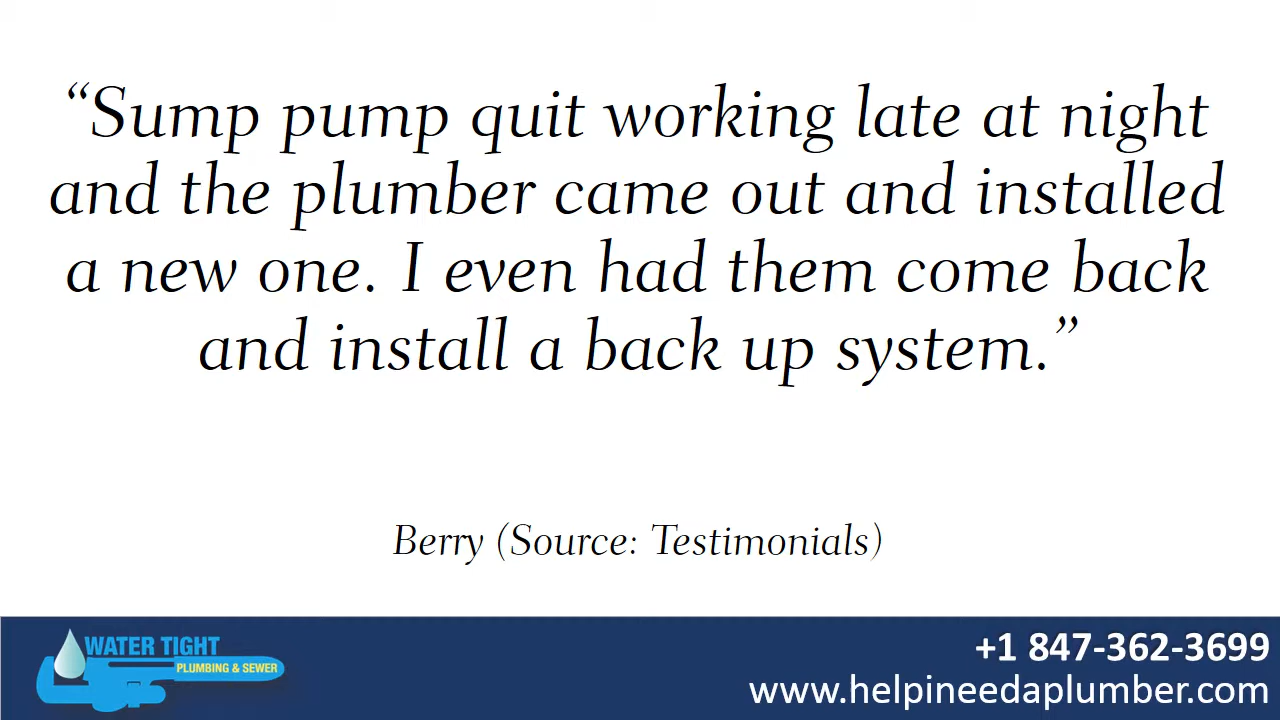 “Sump pump quit working late at night
and the plumber came out and installed
a new one. I even had them come back
and install a back up system.”
Berry (Source: Testimonials)
WATER TIGHT
PLUMBING & SEWER
+1 847-362-3699
www.helpineedaplumber.com